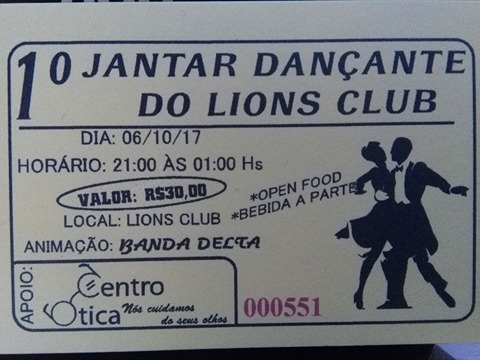 1º JANTAR DANÇANTE
DO LIONS CLUB
DIA: 06/10/17
HORÁRIO: 21:00 ÀS 01:00 Hs
VALOR: R$30,00
*OPEN FOOD
*BEBIDA A PARTE
LOCAL: LIONS CLUB
ANIMAÇÃO: BANDA DELTA
APOIO:
Centro
Ótica
Nós cuidamos
do seus olhos
000551